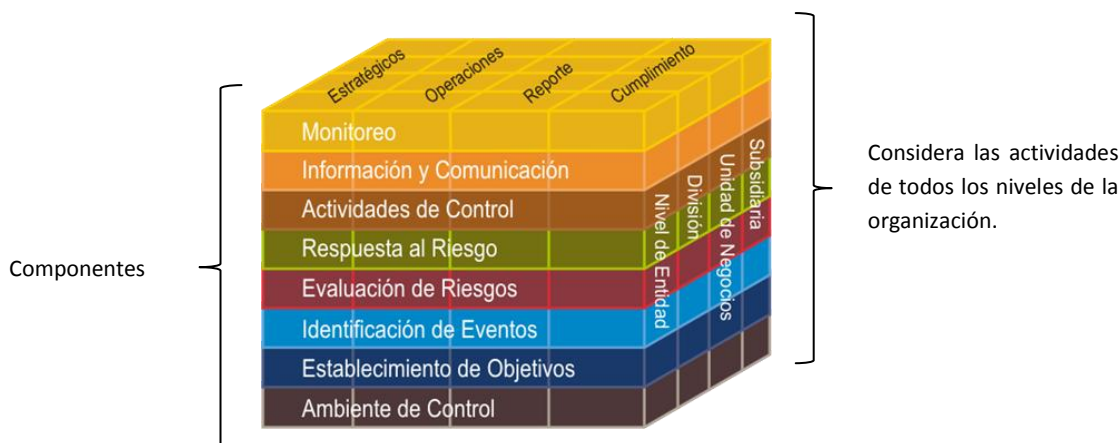 Estratégicos
Operaciones
Reporte
Cumplimiento
Monitoreo
Información y Comunicación
Actividades de Control
Respuesta al Riesgo
Evaluación de Riesgos
Identificación de Eventos
Establecimiento de Objetivos
Ambiente de Control
Nivel de Entidad
División
Unidad de Negocios
Subsidiaria
Componentes
Considera las actividades
de todos los niveles de la
organización.